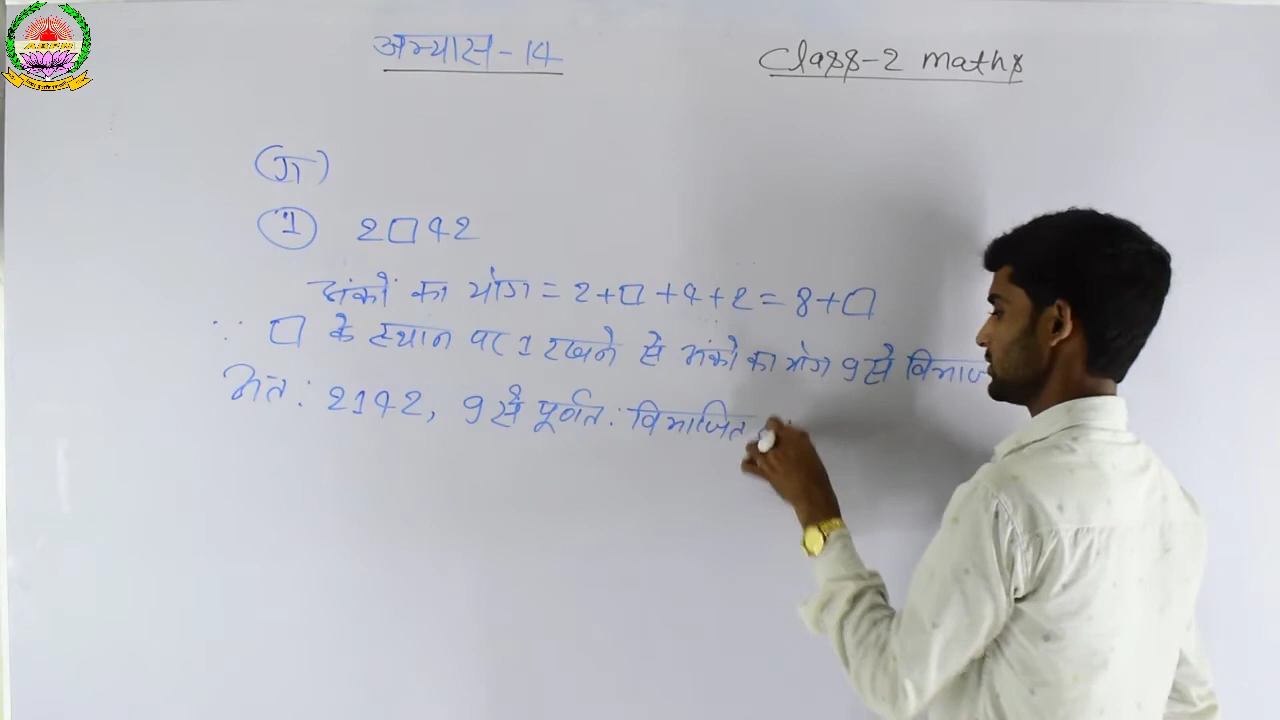 अभ्यास-14
Class-2 maths
(ग)
① 2□42
अंकों का योग = 2+□+4+2 = 8+□
∵ □ के स्थान पर 1 रखने से अंको का योग 9 से
अत: 2142, 9 से पूर्णत: विभाजित